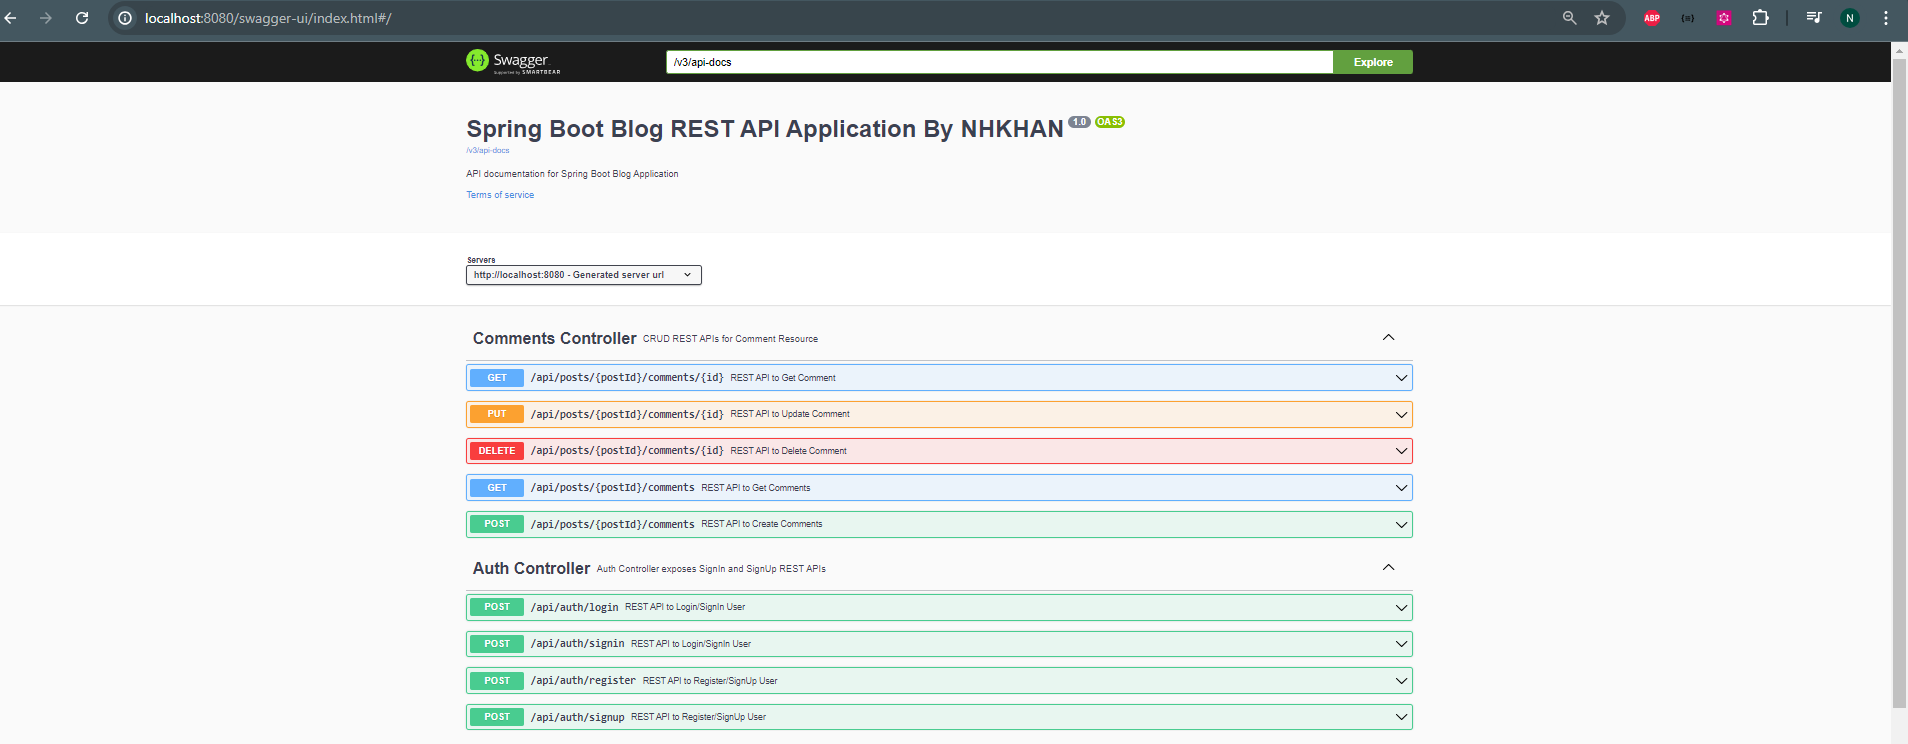 localhost:8080/swagger-ui/index.html#/
ABP
N
Swagger
Supported by SMARTBEAR
/v3/api-docs
Explore
Spring Boot Blog REST API Application By NHKHAN 1.0 OAS3
/v3/api-docs
API documentation for Spring Boot Blog Application
Terms of service
Servers
http://localhost:8080 - Generated server url
Comments Controller CRUD REST APIs for Comment Resource
GET /api/posts/{postId}/comments/{id} REST API to Get Comment
PUT /api/posts/{postId}/comments/{id} REST API to Update Comment
DELETE /api/posts/{postId}/comments/{id} REST API to Delete Comment
GET /api/posts/{postId}/comments REST API to Get Comments
POST /api/posts/{postId}/comments REST API to Create Comments
Auth Controller Auth Controller exposes SignIn and SignUp REST APIs
POST /api/auth/login REST API to Login/SignIn User
POST /api/auth/signin REST API to Login/SignIn User
POST /api/auth/register REST API to Register/SignUp User
POST /api/auth/signup REST API to Register/SignUp User